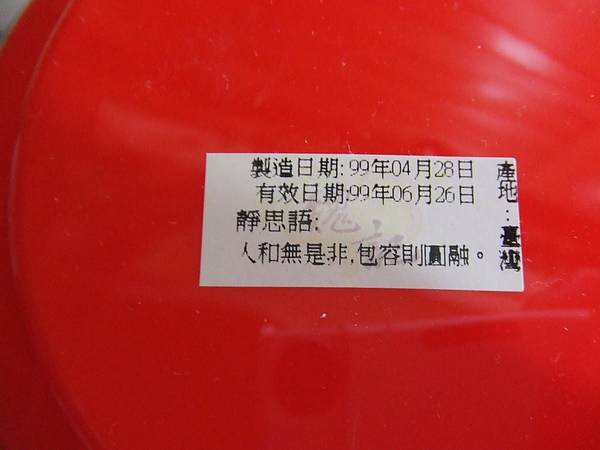 製造日期:99年04月28日
有效日期:99年06月26日
靜思語:
人和無是非,包容則圓融。
產地:臺灣